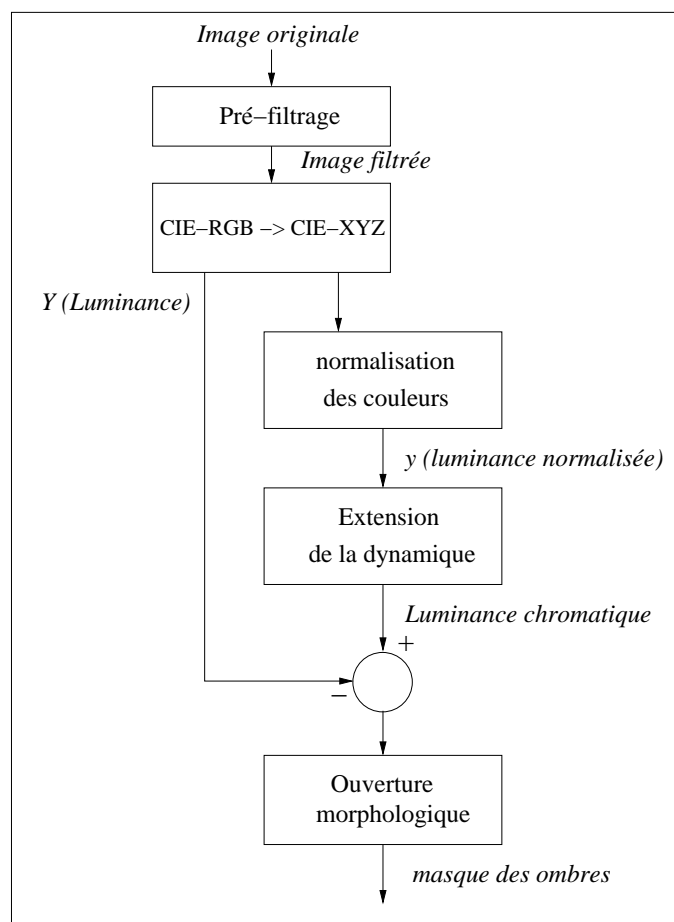 Image originale
Pré−filtrage
Image filtrée
CIE−RGB −> CIE−XYZ
Y (Luminance)
normalisation
des couleurs
y (luminance normalisée)
Extension
de la dynamique
Luminance chromatique
+
−
Ouverture
morphologique
masque des ombres